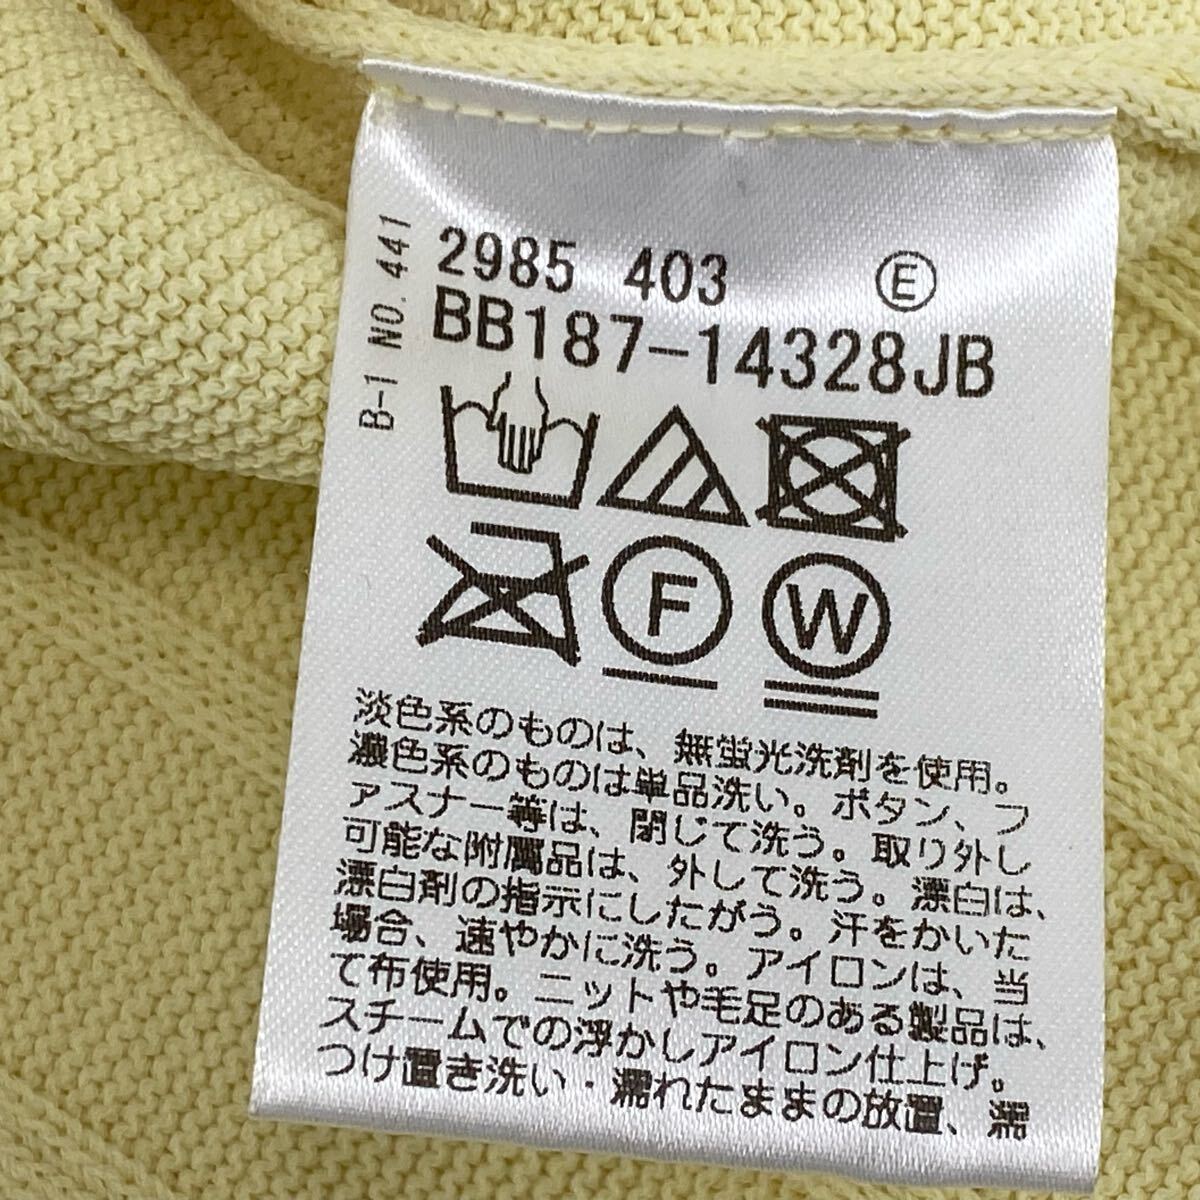 B-1 NO. 441
2985 403 E
BB187-14328JB
F W
淡色系のものは、無蛍光洗剤を使用。
濃色系のものは単品洗い。ボタン、フ
ァスナー等は、閉じて洗う。取り外し
可能な附属品は、外して洗う。漂白は、
漂白剤の指示にしたがう。汗をかいた
場合、速やかに洗う。アイロンは、当
て布使用。ニットや毛足のある製品は、
スチームでの浮かしアイロン仕上げ。
つけ置き洗い・濡れたままの放置、